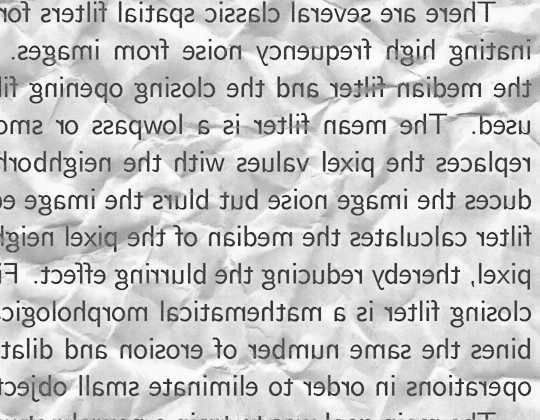 There are several classic spatial filters for
inating high frequency noise from images.
the median filter and the closing opening fil
used. The mean filter is a lowpass or smo
replaces the pixel values with the neighborh
duces the image noise but blurs the image e
filter calculates the median of the pixel neigh
pixel, thereby reducing the blurring effect. Fi
closing filter is a mathematical morphologic
bines the same number of erosion and dilat
operations in order to eliminate small object